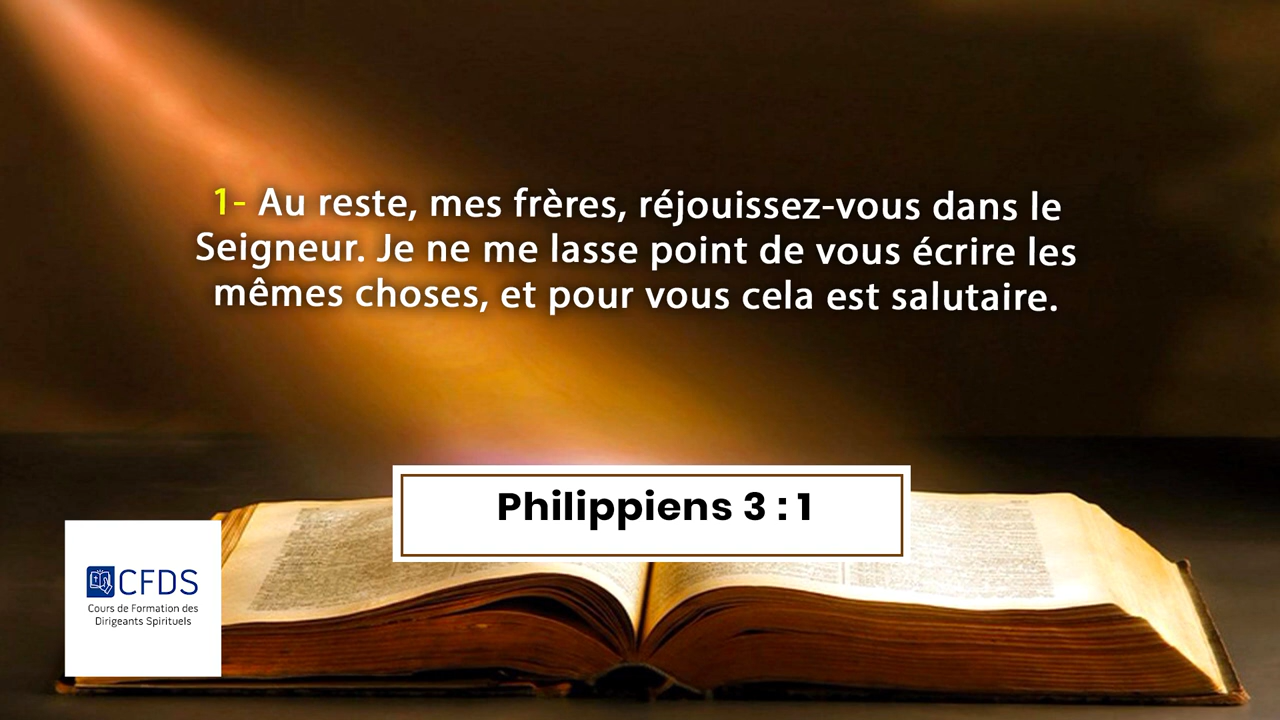 1- Au reste, mes frères, réjouissez-vous dans le
Seigneur. Je ne me lasse point de vous écrire les
mêmes choses, et pour vous cela est salutaire.
Philippiens 3 : 1
CFDS
Cours de Formation des
Dirigeants Spirituels